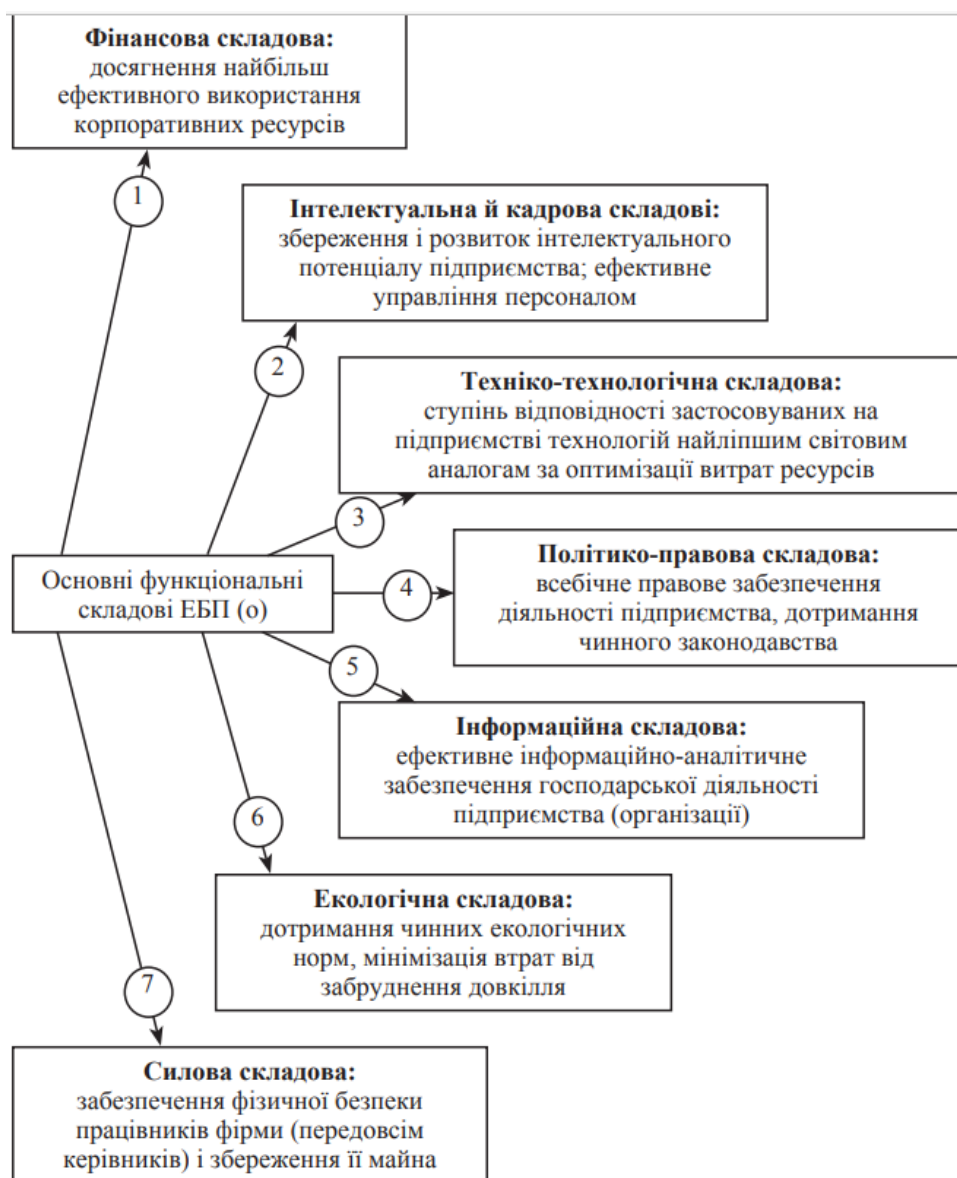 Фінансова складова:
досягнення найбільш
ефективного використання
корпоративних ресурсів
1
Інтелектуальна й кадрова складові:
збереження і розвиток інтелектуального
потенціалу підприємства; ефективне
управління персоналом
2
Техніко-технологічна складова:
ступінь відповідності застосовуваних на
підприємстві технологій найліпшим світовим
аналогам за оптимізації витрат ресурсів
3
Основні функціональні
складові ЕБП (о)
4
Політико-правова складова:
всебічне правове забезпечення
діяльності підприємства, дотримання
чинного законодавства
5
Інформаційна складова:
ефективне інформаційно-аналітичне
забезпечення господарської діяльності
підприємства (організації)
6
Екологічна складова:
дотримання чинних екологічних
норм, мінімізація втрат від
забруднення довкілля
7
Силова складова:
забезпечення фізичної безпеки
працівників фірми (передовсім
керівників) і збереження її майна